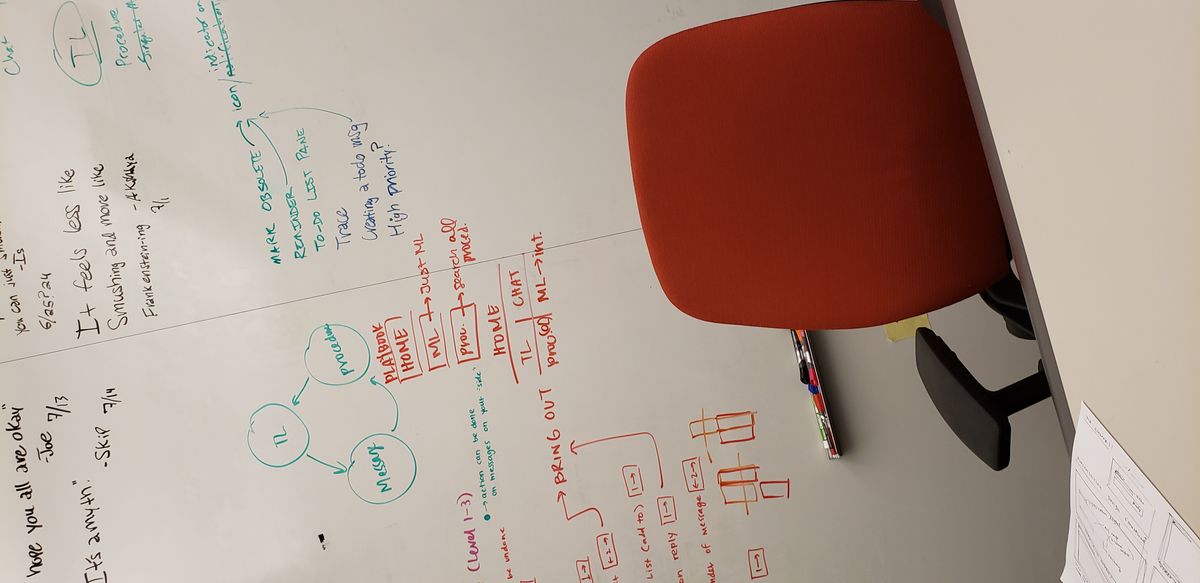 hope you all are okay"
-Joe 7/13
It's a myth."
-SKIP 7/14
You can just
-Is
6/25?24
It feels less like
Smushing and more like
Frankenstein-ing -AKshaya
7/1
Chat
TL
Procedure
MARK OBSOLETE
REMINDER
TO-DO LIST PANE
Trace
Creating a todo msg
High priority?
icon/
indicator on
notification
TL
Message
procedure
PLAYBOOK
HOME
ML → Just ML
Proc. → search all
proced.
HOME
TL | CHAT
proc(OD) ML → int.
(Level 1-3)
→ action can be done
on messages on your "side"
be undone
BRING OUT
1→
←2→
List (add to) 1→
on reply 1→
nder of message ←2→
1→